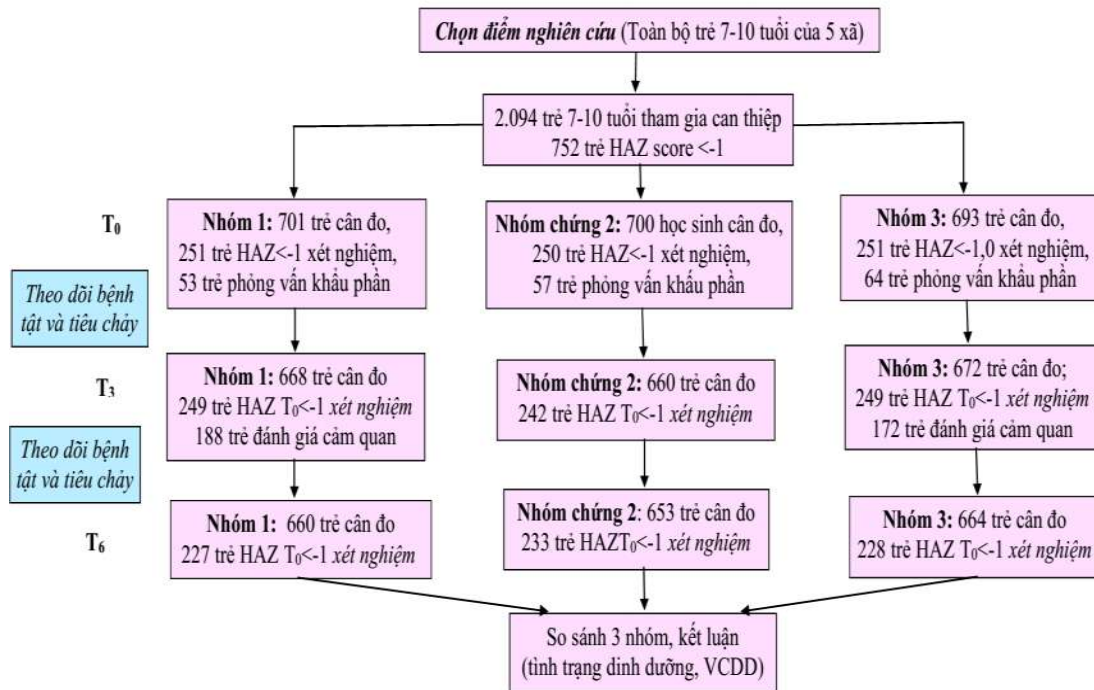 Chọn điểm nghiên cứu (Toàn bộ trẻ 7-10 tuổi của 5 xã)
2.094 trẻ 7-10 tuổi tham gia can thiệp
752 trẻ HAZ score <-1
T₀
Nhóm 1: 701 trẻ cân đo,
251 trẻ HAZ<-1 xét nghiệm,
53 trẻ phỏng vấn khẩu phần
Nhóm chứng 2: 700 học sinh cân đo,
250 trẻ HAZ<-1 xét nghiệm,
57 trẻ phỏng vấn khẩu phần
Nhóm 3: 693 trẻ cân đo,
251 trẻ HAZ<-1,0 xét nghiệm,
64 trẻ phỏng vấn khẩu phần
Theo dõi bệnh
tật và tiêu chảy
T₃
Nhóm 1: 668 trẻ cân đo
249 trẻ HAZ T₀<-1 xét nghiệm
188 trẻ đánh giá cảm quan
Nhóm chứng 2: 660 trẻ cân đo
242 trẻ HAZ T₀<-1 xét nghiệm
Nhóm 3: 672 trẻ cân đo;
249 trẻ HAZ T₀<-1 xét nghiệm
172 trẻ đánh giá cảm quan
Theo dõi bệnh
tật và tiêu chảy
T₆
Nhóm 1: 660 trẻ cân đo
227 trẻ HAZ T₀<-1 xét nghiệm
Nhóm chứng 2: 653 trẻ cân đo
233 trẻ HAZT₀<-1 xét nghiệm
Nhóm 3: 664 trẻ cân đo
228 trẻ HAZ T₀<-1 xét nghiệm
So sánh 3 nhóm, kết luận
(tình trạng dinh dưỡng, VCDD)